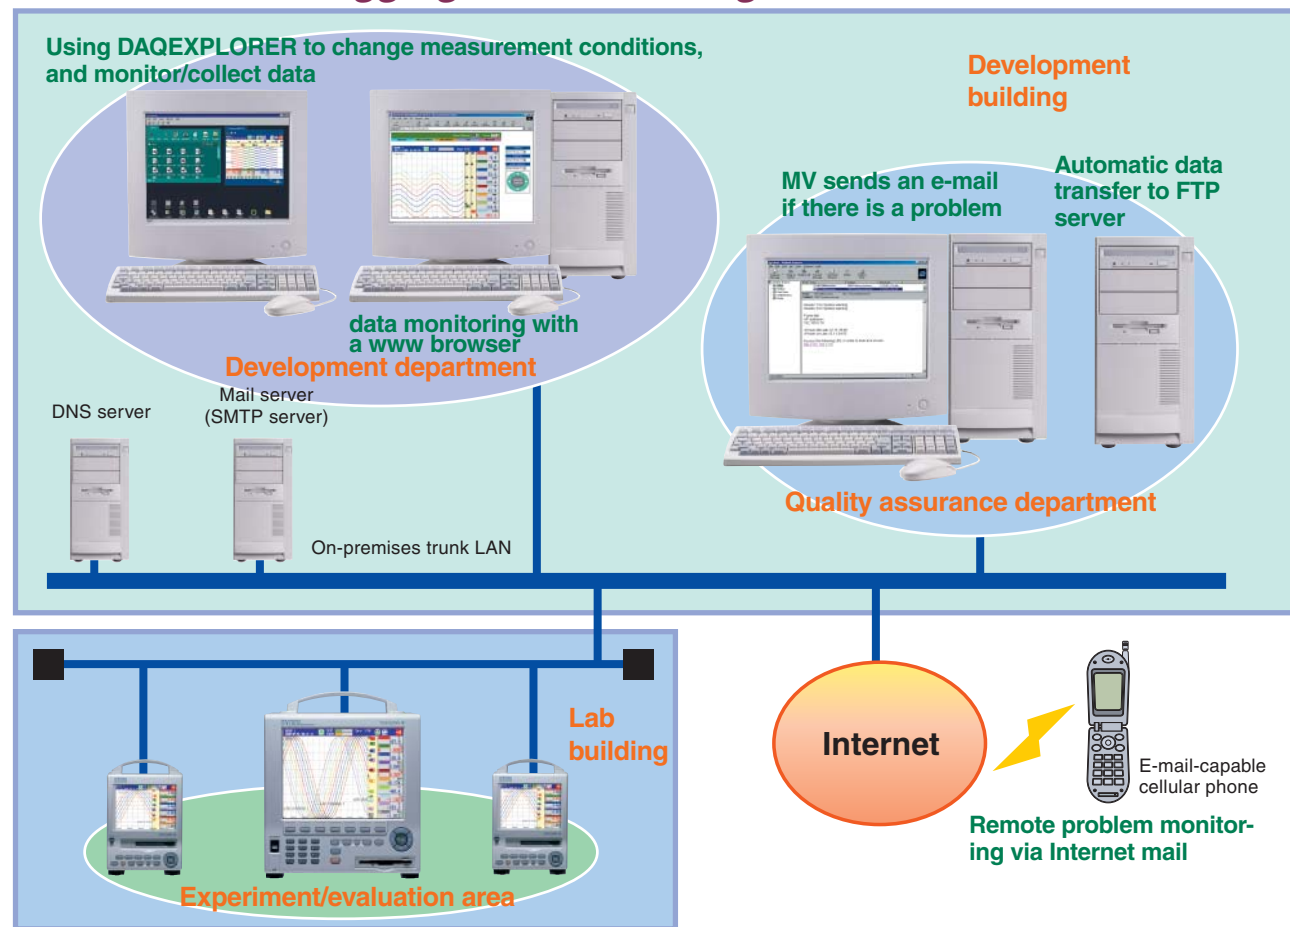 Using DAQEXPLORER to change measurement conditions,
and monitor/collect data
Development
building
MV sends an e-mail
if there is a problem
Automatic data
transfer to FTP
server
data monitoring with
a www browser
Development department
DNS server
Mail server
(SMTP server)
Quality assurance department
On-premises trunk LAN
Lab
building
Experiment/evaluation area
Internet
E-mail-capable
cellular phone
Remote problem monitor-
ing via Internet mail